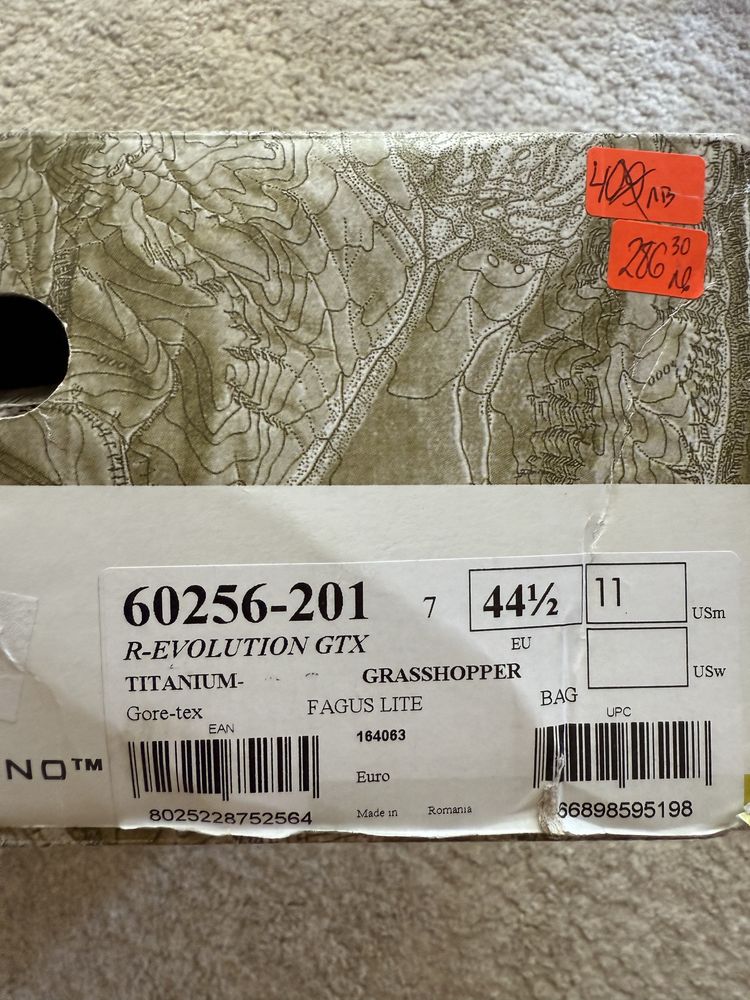 409 лв
286 30 лв
60256-201 7 44½ 11 USm
R-EVOLUTION GTX EU
TITANIUM- GRASSHOPPER USw
Gore-tex FAGUS LITE BAG
EAN 164063 UPC
NO™
Euro
8025228752564 Made in Romania 66898595198